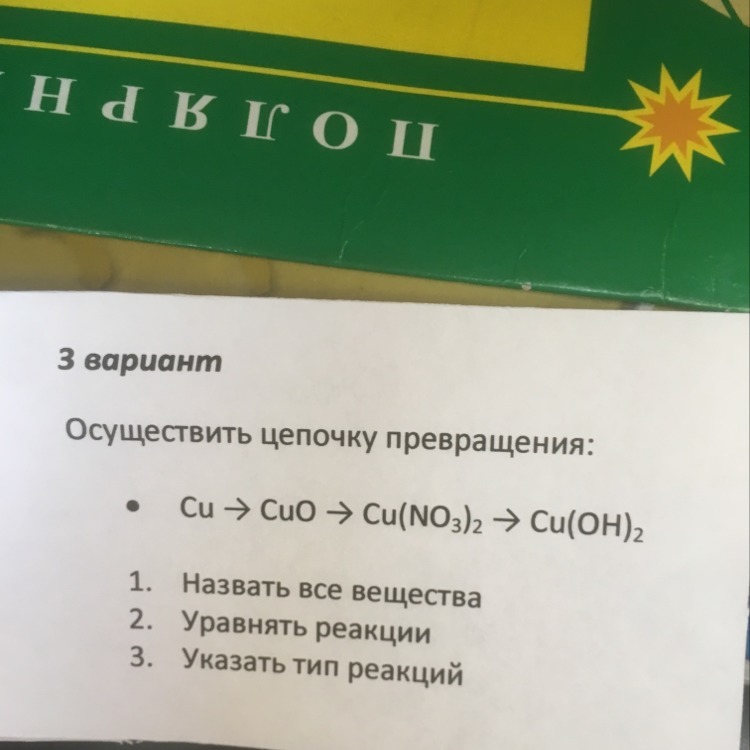 ПОЛЯРН
3 вариант
Осуществить цепочку превращения:
• Cu → CuO → Cu(NO₃)₂ → Cu(OH)₂
1. Назвать все вещества
2. Уравнять реакции
3. Указать тип реакций